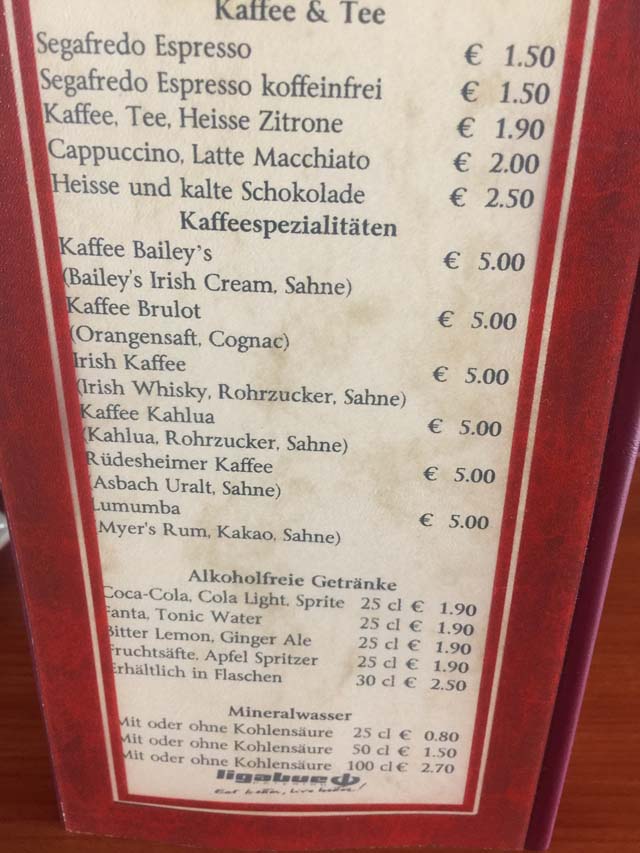 Kaffee & Tee
Segafredo Espresso € 1.50
Segafredo Espresso koffeinfrei € 1.50
Kaffee, Tee, Heisse Zitrone € 1.90
Cappuccino, Latte Macchiato € 2.00
Heisse und kalte Schokolade € 2.50
Kaffeespezialitäten
Kaffee Bailey's € 5.00
(Bailey's Irish Cream, Sahne)
Kaffee Brulot € 5.00
(Orangensaft, Cognac)
Irish Kaffee € 5.00
(Irish Whisky, Rohrzucker, Sahne)
Kaffee Kahlua € 5.00
(Kahlua, Rohrzucker, Sahne)
Rüdesheimer Kaffee € 5.00
(Asbach Uralt, Sahne)
Lumumba € 5.00
(Myer's Rum, Kakao, Sahne)
Alkoholfreie Getränke
Coca-Cola, Cola Light, Sprite 25 cl € 1.90
Fanta, Tonic Water 25 cl € 1.90
Bitter Lemon, Ginger Ale 25 cl € 1.90
Fruchtsäfte, Apfel Spritzer 25 cl € 1.90
Erhältlich in Flaschen 30 cl € 2.50
Mineralwasser
Mit oder ohne Kohlensäure 25 cl € 0.80
Mit oder ohne Kohlensäure 50 cl € 1.50
Mit oder ohne Kohlensäure 100 cl € 2.70
ligabue
Eat better, live better!